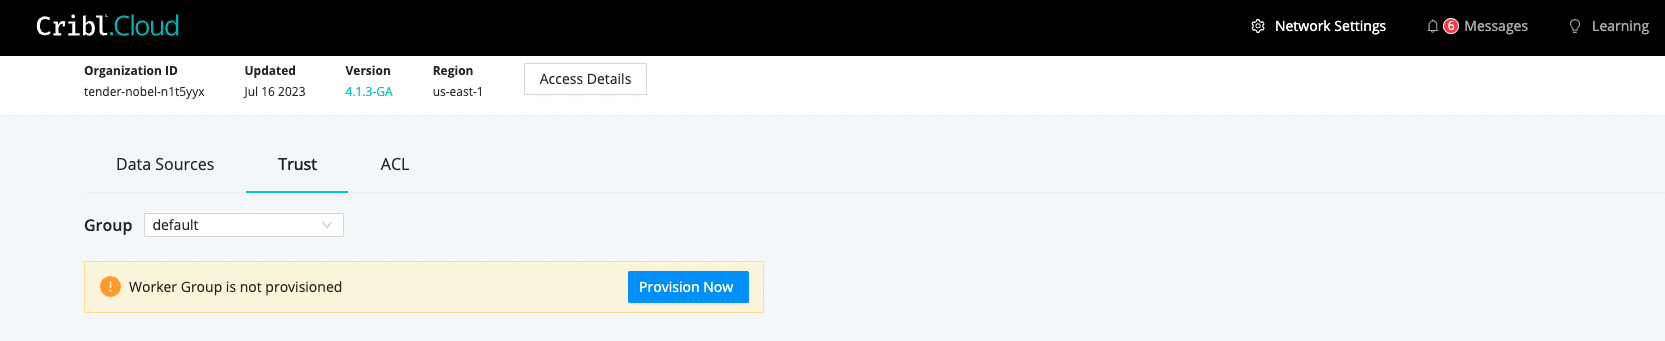 Cribl.Cloud
Network Settings
6 Messages
Learning
Organization ID
tender-nobel-n1t5yyx
Updated
Jul 16 2023
Version
4.1.3-GA
Region
us-east-1
Access Details
Data Sources
Trust
ACL
Group
default
! Worker Group is not provisioned
Provision Now